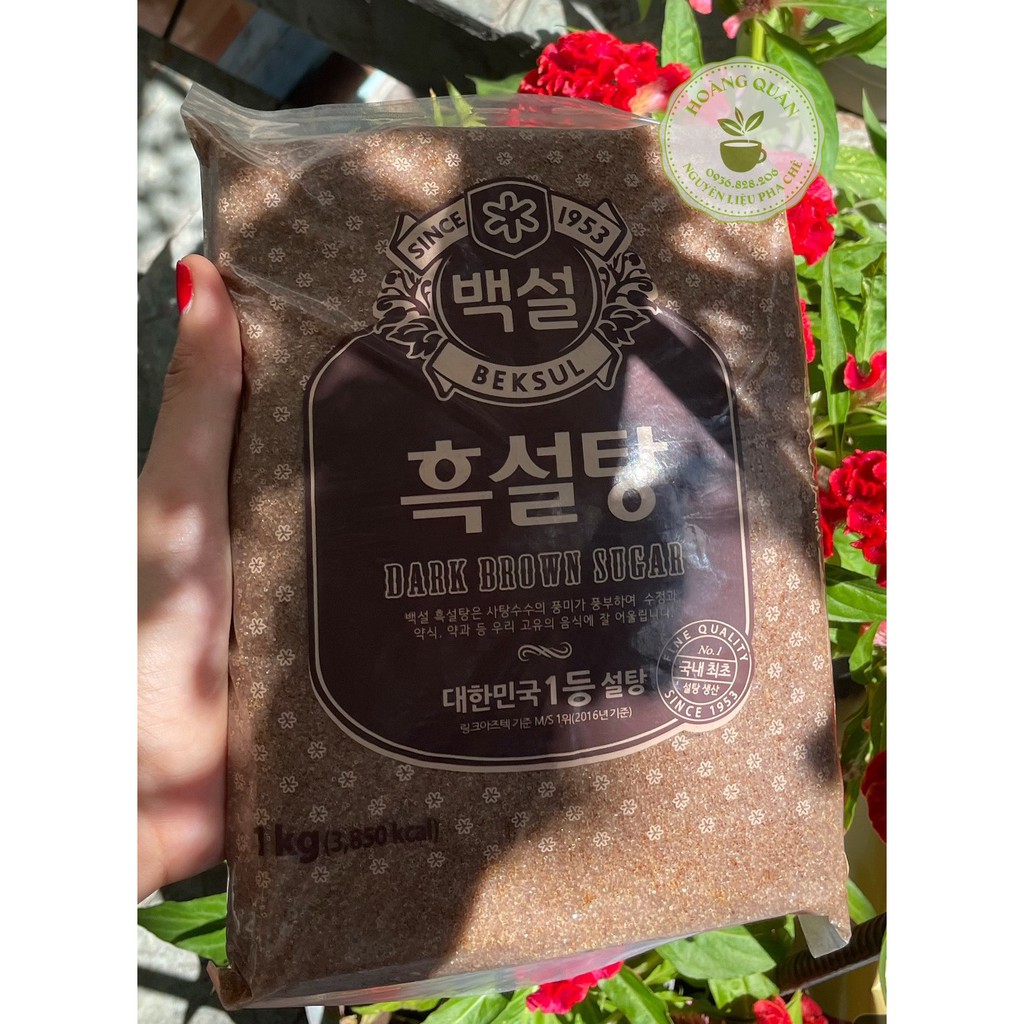 HOÀNG QUÂN
0936.828.206
NGUYÊN LIỆU PHA CHẾ
SINCE 1953
백설
BEKSUL
흑설탕
DARK BROWN SUGAR
백설 흑설탕은 사탕수수의 풍미가 풍부하여 수정과
약식, 약과 등 우리 고유의 음식에 잘 어울립니다
대한민국 1등 설탕
링크아즈텍 기준 M/S 1위(2016년 기준)
FINE QUALITY
No.1
국내 최초
설탕 생산
SINCE 1953
1kg (3,850 kcal)